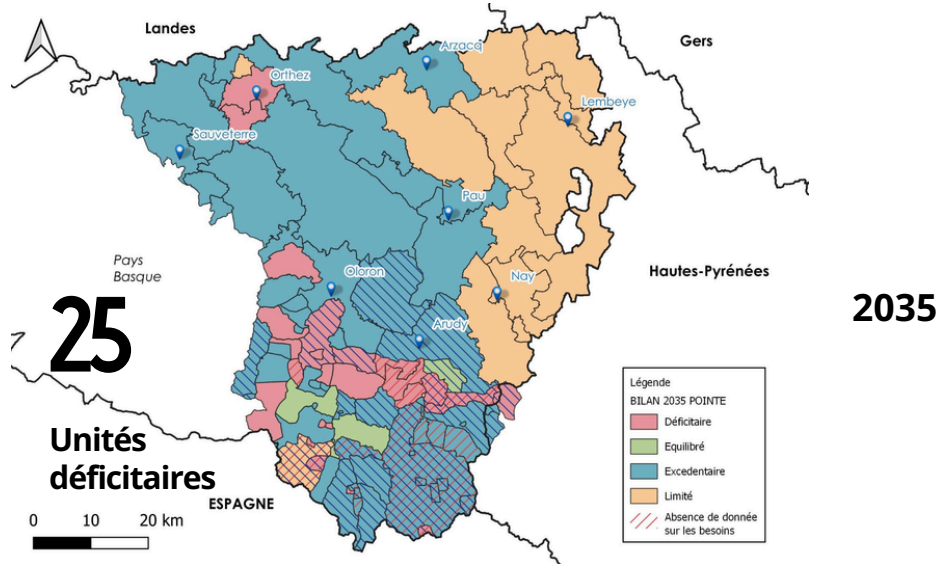 Landes
Gers
Arzacq
Orthez
Lembeye
Sauveterre
Pau
Pays
Basque
Oloron
Nay
Hautes-Pyrénées
25
2035
Arudy
Unités
déficitaires
ESPAGNE
0 10 20 km
Légende
BILAN 2035 POINTE
Déficitaire
Equilibré
Excedentaire
Limité
Absence de donnée
sur les besoins